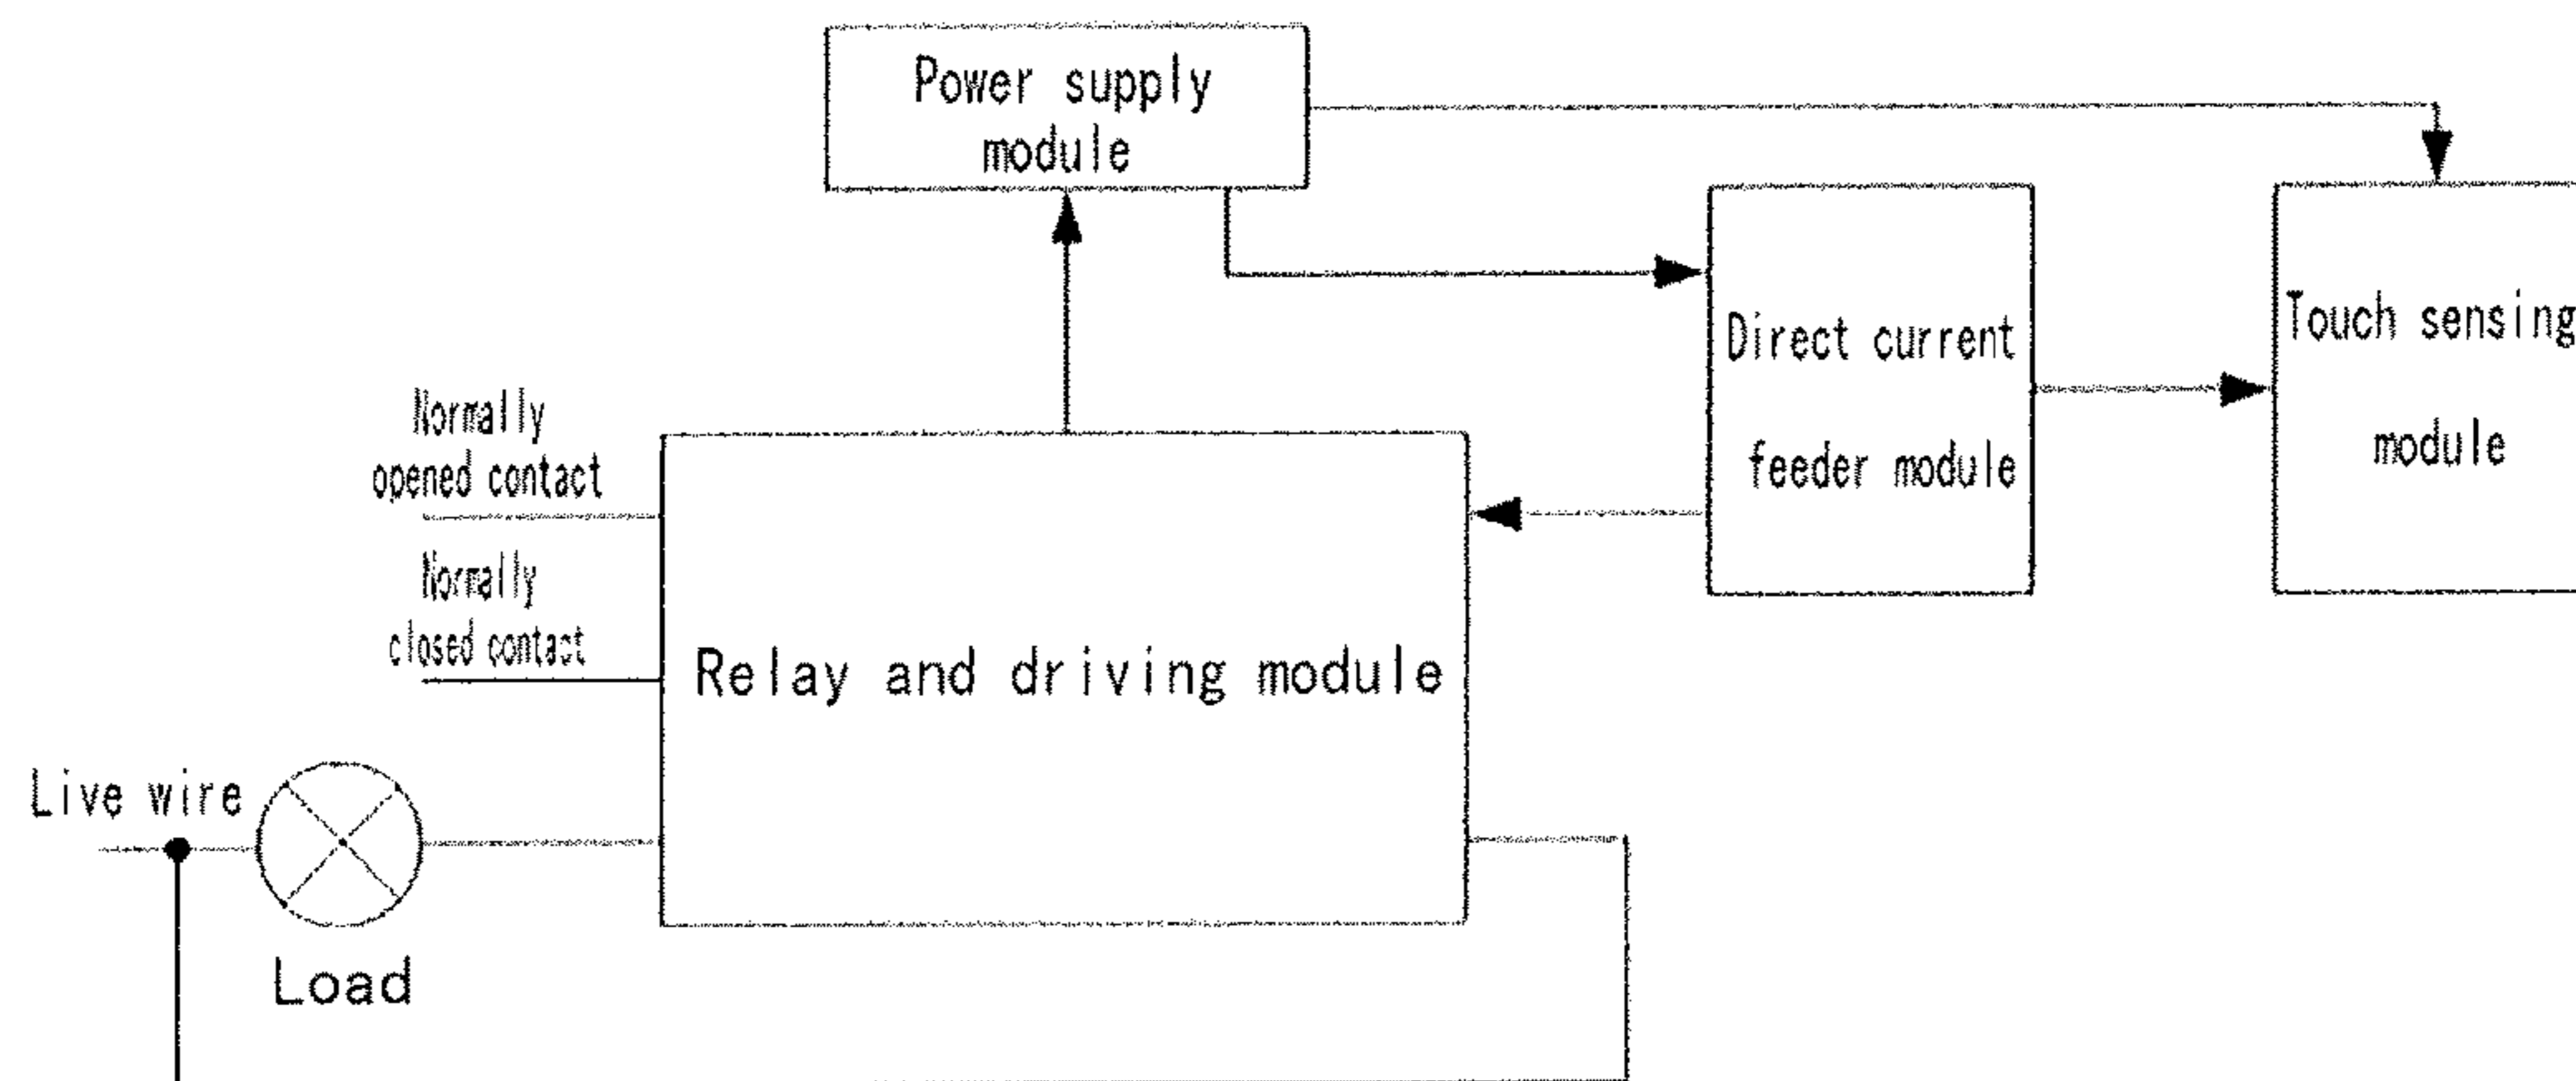 Power supply
module
Direct current
feeder module
Touch sensing
module
Normally
opened contact
Normally
closed contact
Relay and driving module
Live wire
Load